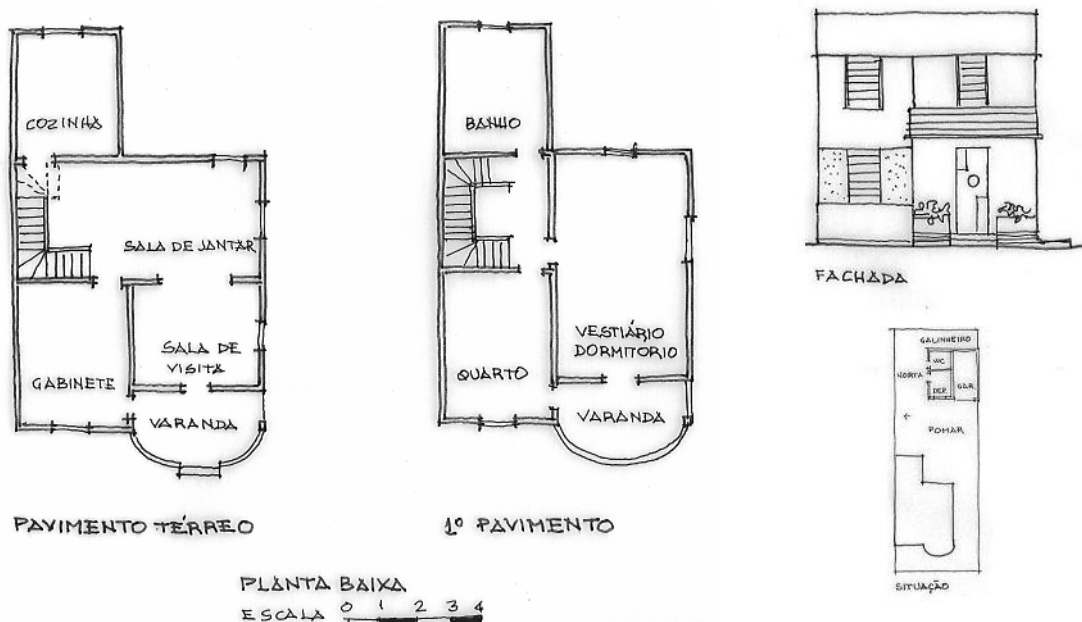 COZINHA
SALA DE JANTAR
SALA DE
VISITA
GABINETE
VARANDA
PAVIMENTO TÉRREO
BANHO
VESTIÁRIO
DORMITORIO
QUARTO
VARANDA
1º PAVIMENTO
PLANTA BAIXA
ESCALA 0 1 2 3 4
FACHADA
GALINHEIRO
WC
HORTA
DEP.
GAR.
POMAR
SITUAÇÃO